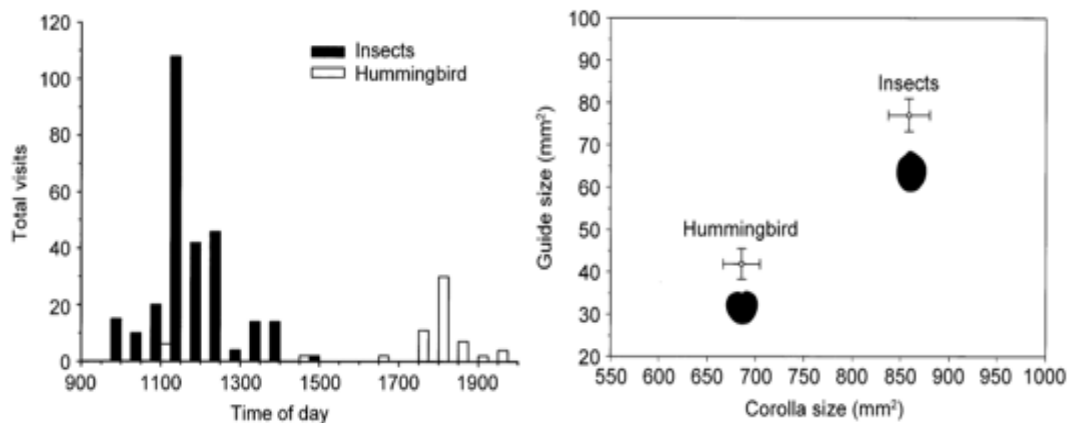 120
100
80
60
40
20
0
Total visits
Insects
Hummingbird
900 1100 1300 1500 1700 1900
Time of day
100
90
80
70
60
50
40
30
20
Guide size (mm²)
Insects
Hummingbird
550 600 650 700 750 800 850 900 950 1000
Corolla size (mm²)